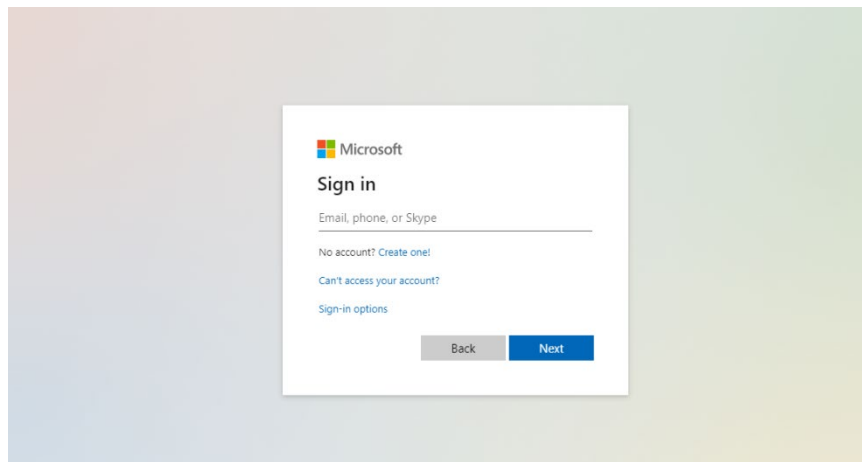 Microsoft
Sign in
Email, phone, or Skype
No account? Create one!
Can't access your account?
Sign-in options
Back
Next